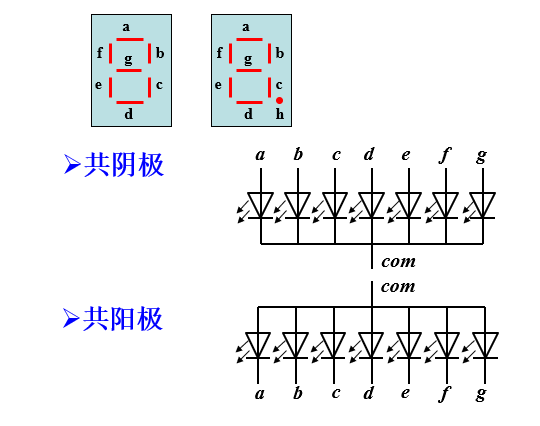 a a
f b f b
g g
e c e c
d d h
➢共阴极
a b c d e f g
com
com
➢共阳极
a b c d e f g